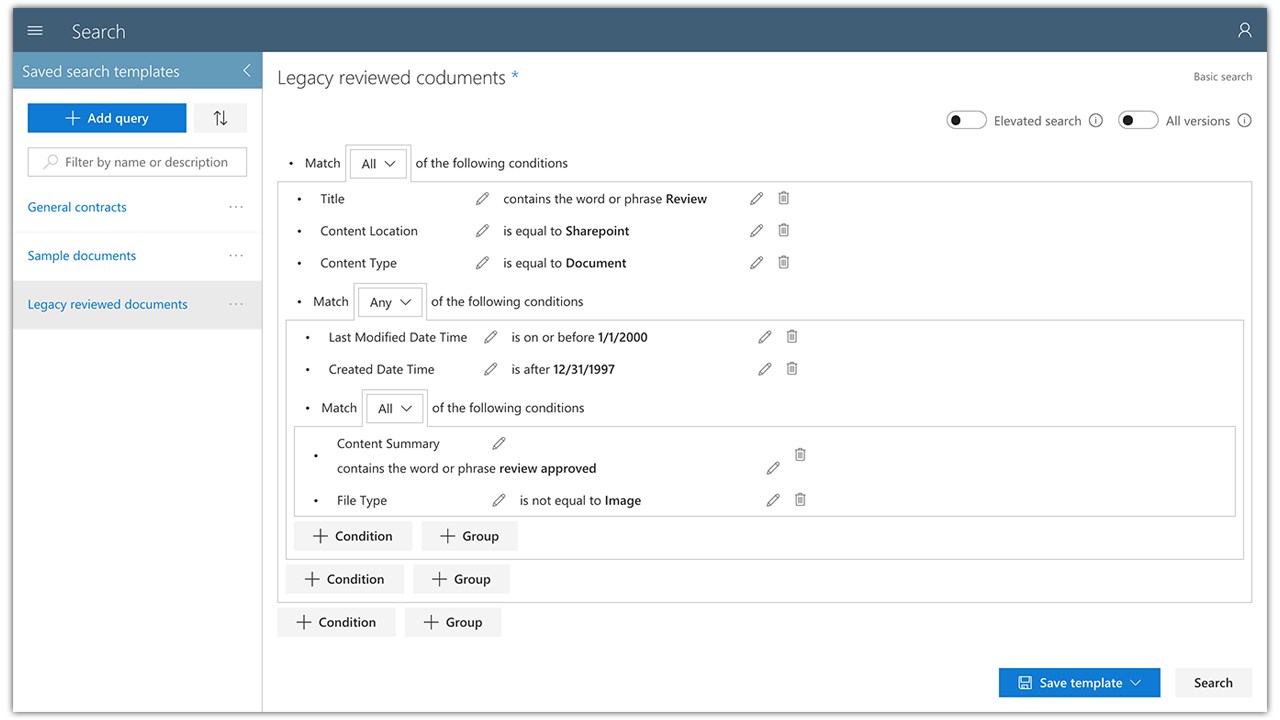 Search
Saved search templates
Legacy reviewed coduments *
Basic search
Add query
Elevated search
All versions
Filter by name or description
General contracts
Sample documents
Legacy reviewed documents
Match All of the following conditions
Title contains the word or phrase Review
Content Location is equal to Sharepoint
Content Type is equal to Document
Match Any of the following conditions
Last Modified Date Time is on or before 1/1/2000
Created Date Time is after 12/31/1997
Match All of the following conditions
Content Summary
contains the word or phrase review approved
File Type is not equal to Image
Condition Group
Condition Group
Condition Group
Save template Search